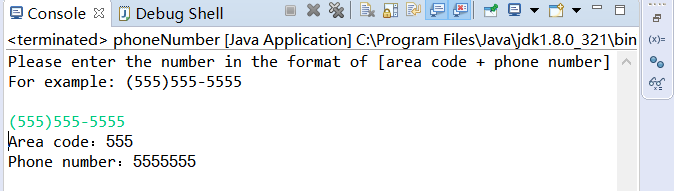 Console Debug Shell
<terminated> phoneNumber [Java Application] C:\Program Files\Java\jdk1.8.0_321\bin
Please enter the number in the format of [area code + phone number]
For example: (555)555-5555
(555)555-5555
Area code：555
Phone number：5555555